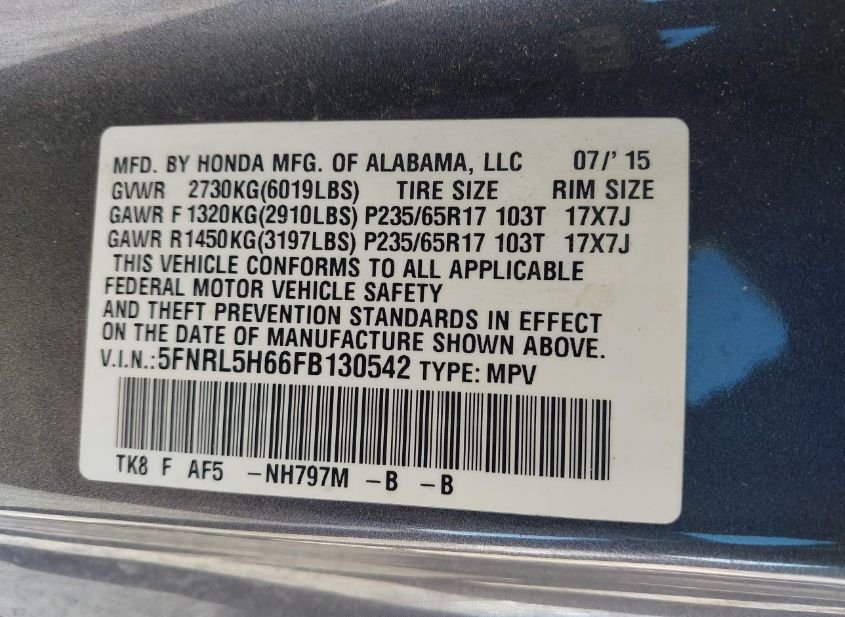 MFD. BY HONDA MFG. OF ALABAMA, LLC 07/' 15
GVWR 2730KG(6019LBS) TIRE SIZE RIM SIZE
GAWR F 1320KG(2910LBS) P235/65R17 103T 17X7J
GAWR R1450KG(3197LBS) P235/65R17 103T 17X7J
THIS VEHICLE CONFORMS TO ALL APPLICABLE
FEDERAL MOTOR VEHICLE SAFETY
AND THEFT PREVENTION STANDARDS IN EFFECT
ON THE DATE OF MANUFACTURE SHOWN ABOVE.
V.I.N.:5FNRL5H66FB130542 TYPE: MPV
TK8 F AF5 -NH797M -B -B